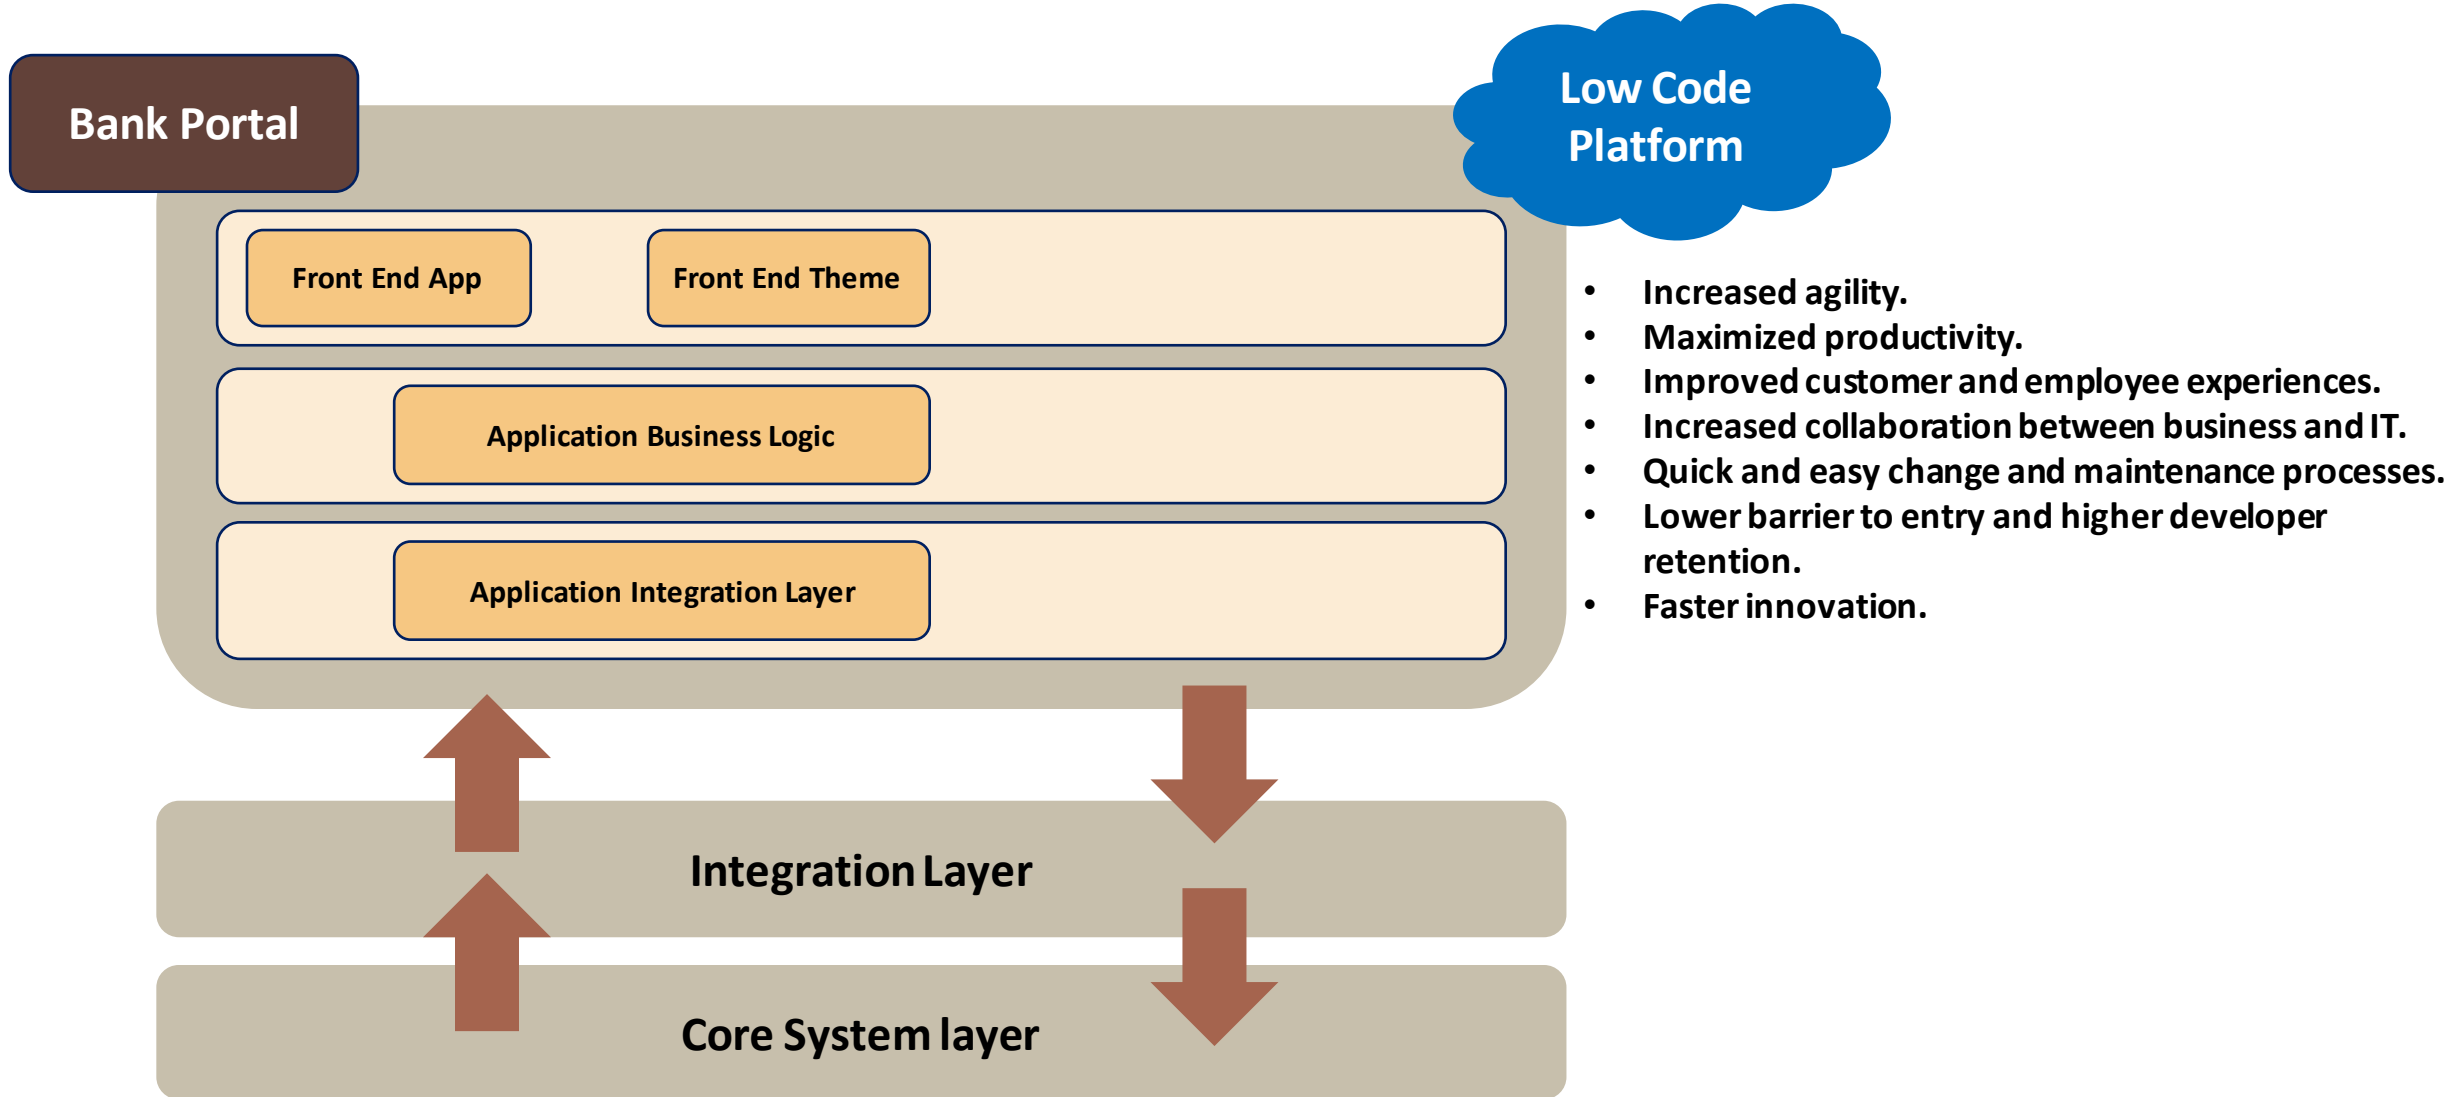 Bank Portal
Low Code
Platform
Front End App
Front End Theme
Application Business Logic
Application Integration Layer
• Increased agility.
• Maximized productivity.
• Improved customer and employee experiences.
• Increased collaboration between business and IT.
• Quick and easy change and maintenance processes.
• Lower barrier to entry and higher developer
retention.
• Faster innovation.
Integration Layer
Core System layer